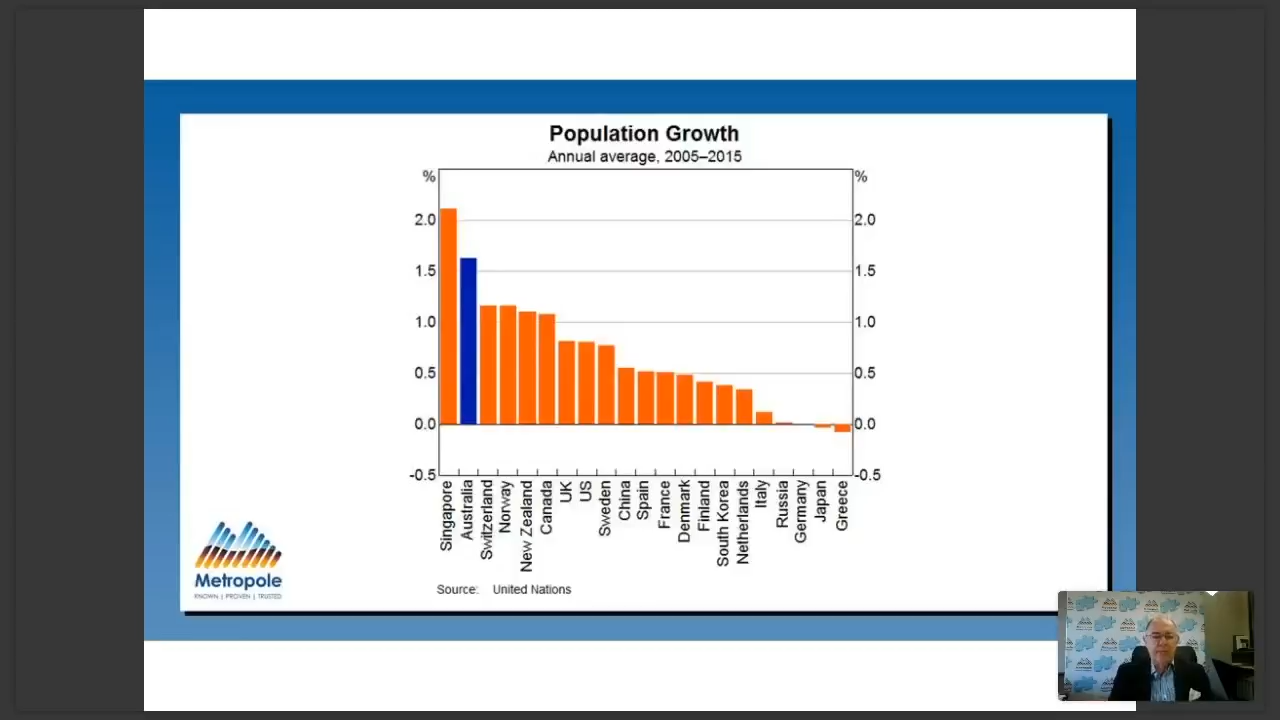 Population Growth
Annual average, 2005–2015
% %
2.0 2.0
1.5 1.5
1.0 1.0
0.5 0.5
0.0 0.0
-0.5 -0.5
Singapore
Australia
Switzerland
Norway
New Zealand
Canada
UK
US
Sweden
China
Spain
France
Denmark
Finland
South Korea
Netherlands
Italy
Russia
Germany
Japan
Greece
Source: United Nations
Metropole
KNOWN | PROVEN | TRUSTED